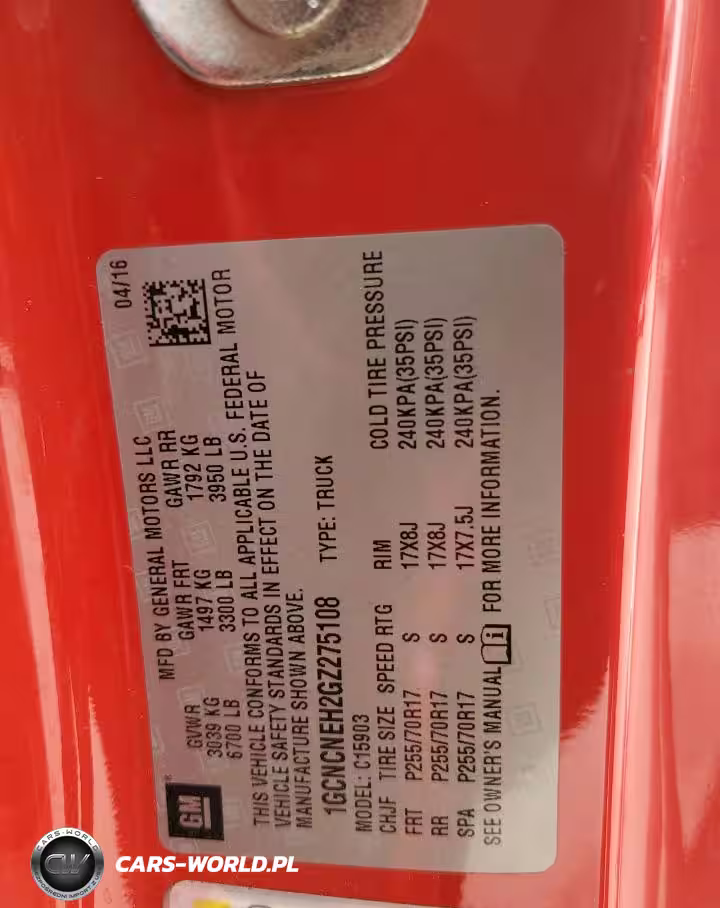 MFD BY GENERAL MOTORS LLC 04/16
GVWR GAWR FRT GAWR RR
3039 KG 1497 KG 1792 KG
6700 LB 3300 LB 3950 LB
THIS VEHICLE CONFORMS TO ALL APPLICABLE U.S. FEDERAL MOTOR
VEHICLE SAFETY STANDARDS IN EFFECT ON THE DATE OF
MANUFACTURE SHOWN ABOVE.
GM®
1GCNCNEH2GZ275108 TYPE: TRUCK
MODEL: C15903
CHJF TIRE SIZE SPEED RTG RIM COLD TIRE PRESSURE
FRT P255/70R17 S 17X8J 240KPA(35PSI)
RR P255/70R17 S 17X8J 240KPA(35PSI)
SPA P255/70R17 S 17X7.5J 240KPA(35PSI)
SEE OWNER'S MANUAL FOR MORE INFORMATION.
CARS-WORLD
CW
CARS-WORLD.PL